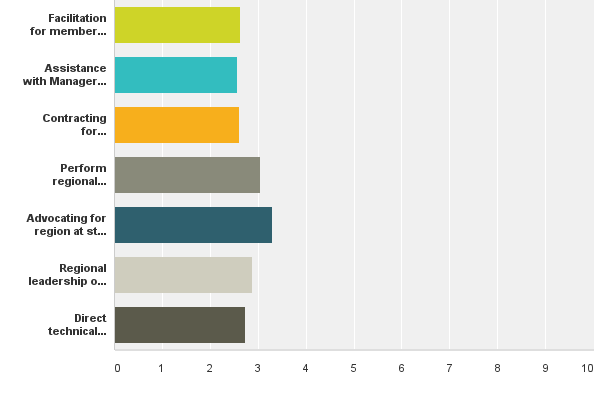 Facilitation
for member...
Assistance
with Manager...
Contracting
for...
Perform
regional...
Advocating for
region at st...
Regional
leadership o...
Direct
technical...
0 1 2 3 4 5 6 7 8 9 10